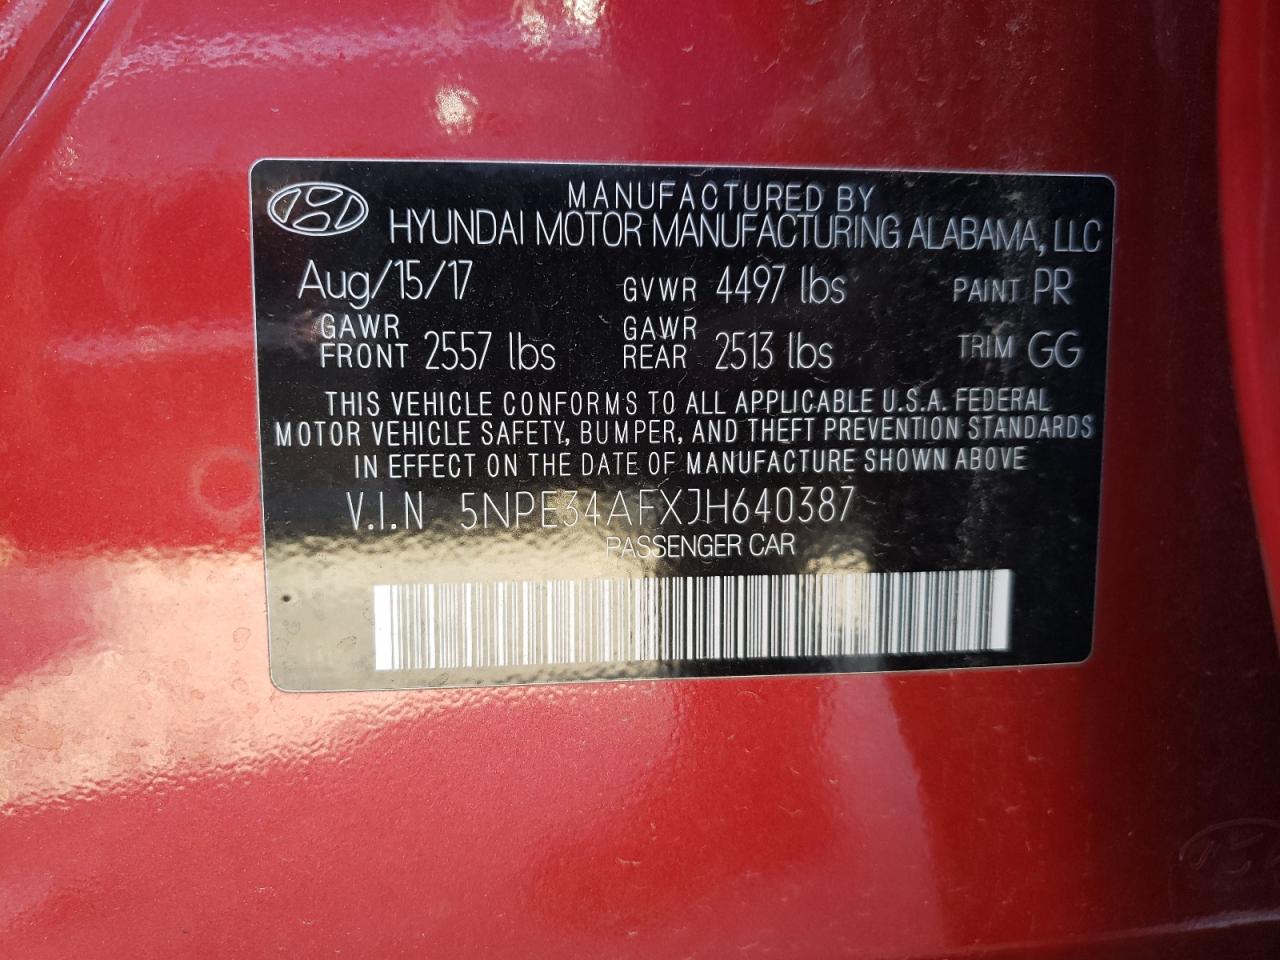 MANUFACTURED BY
HYUNDAI MOTOR MANUFACTURING ALABAMA, LLC
Aug/15/17 GVWR 4497 lbs PAINT PR
GAWR FRONT 2557 lbs GAWR REAR 2513 lbs TRIM GG
THIS VEHICLE CONFORMS TO ALL APPLICABLE U.S.A. FEDERAL
MOTOR VEHICLE SAFETY, BUMPER, AND THEFT PREVENTION STANDARDS
IN EFFECT ON THE DATE OF MANUFACTURE SHOWN ABOVE
V.I.N 5NPE34AFXJH640387
PASSENGER CAR